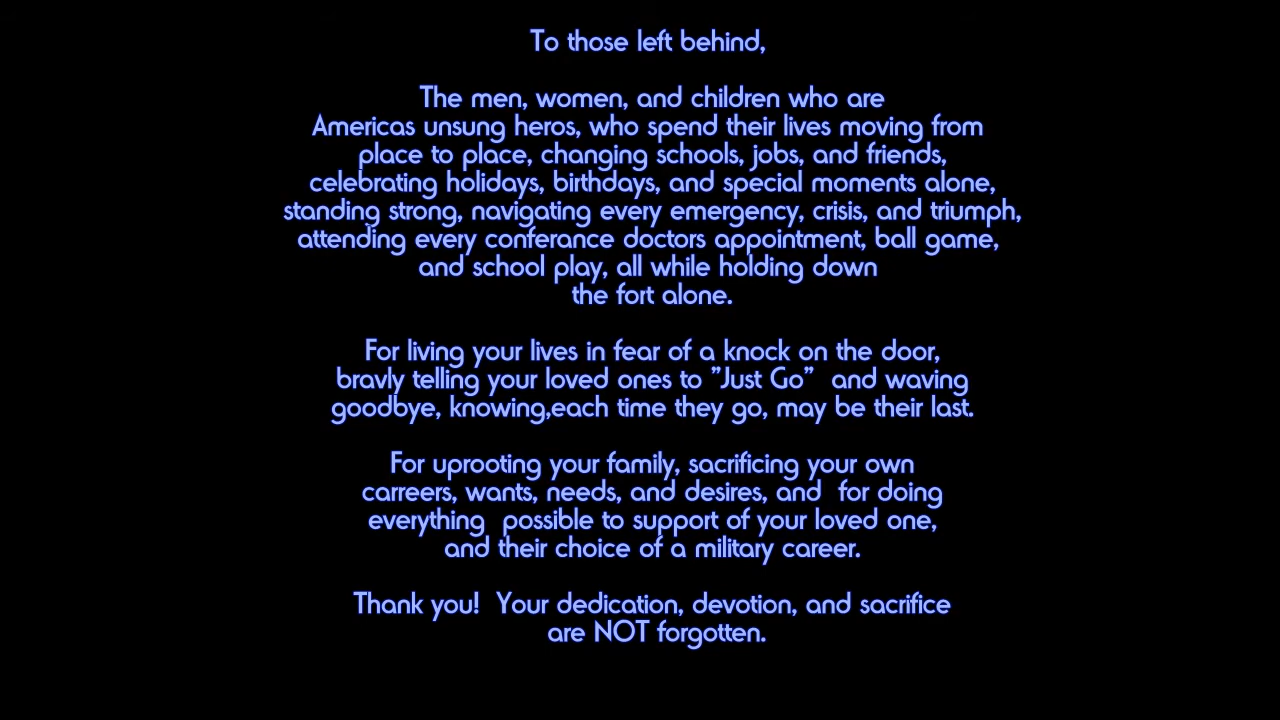 To those left behind,
The men, women, and children who are
Americas unsung heros, who spend their lives moving from
place to place, changing schools, jobs, and friends,
celebrating holidays, birthdays, and special moments alone,
standing strong, navigating every emergency, crisis, and triumph,
attending every conferance doctors appointment, ball game,
and school play, all while holding down
the fort alone.
For living your lives in fear of a knock on the door,
bravly telling your loved ones to "Just Go"  and waving
goodbye, knowing,each time they go, may be their last.
For uprooting your family, sacrificing your own
carreers, wants, needs, and desires, and  for doing
everything  possible to support of your loved one,
and their choice of a military career.
Thank you!  Your dedication, devotion, and sacrifice
are NOT forgotten.